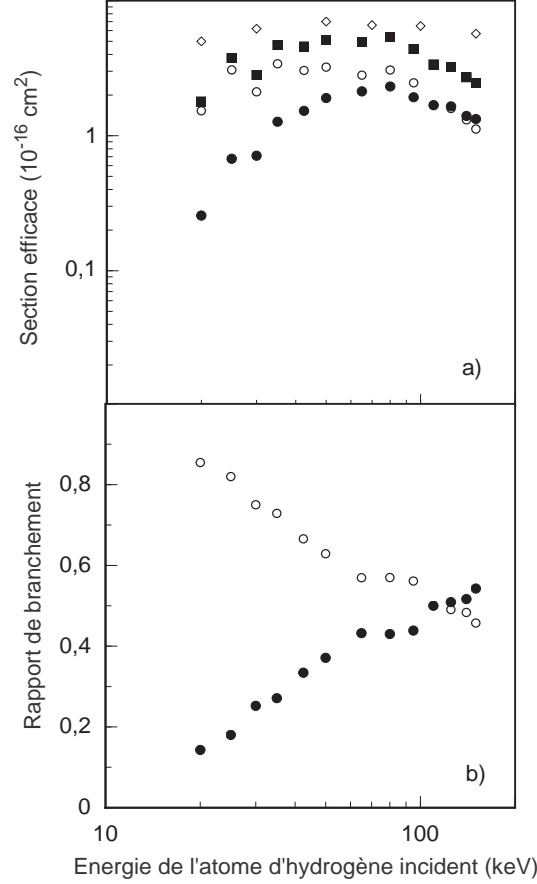 Section efficace (10⁻¹⁶ cm²)
1
0,1
a)
Rapport de branchement
0,8
0,6
0,4
0,2
0
b)
10
100
Energie de l'atome d'hydrogène incident (keV)